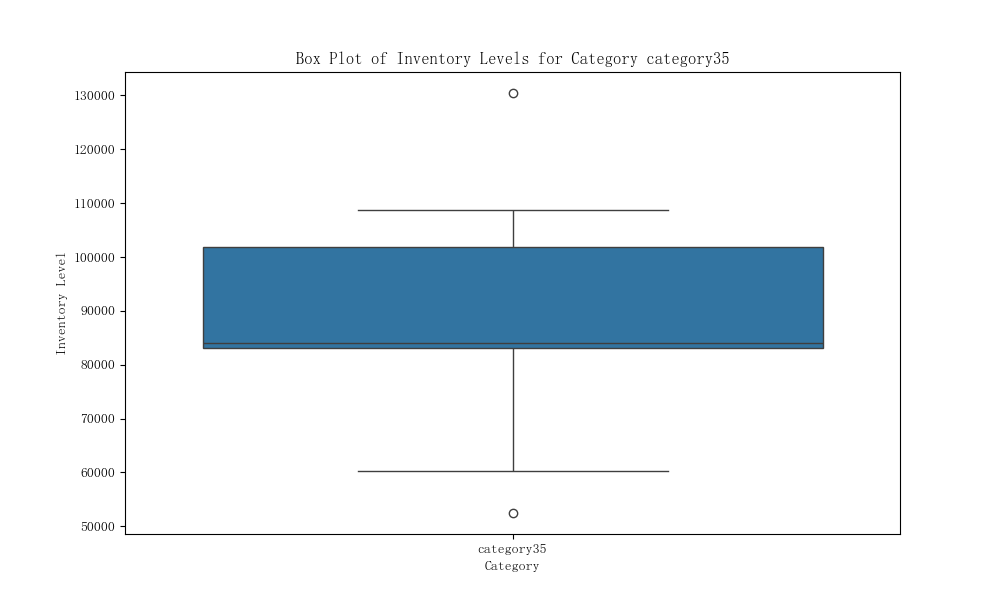 Box Plot of Inventory Levels for Category category35
130000
120000
110000
100000
90000
80000
70000
60000
50000
Inventory Level
category35
Category